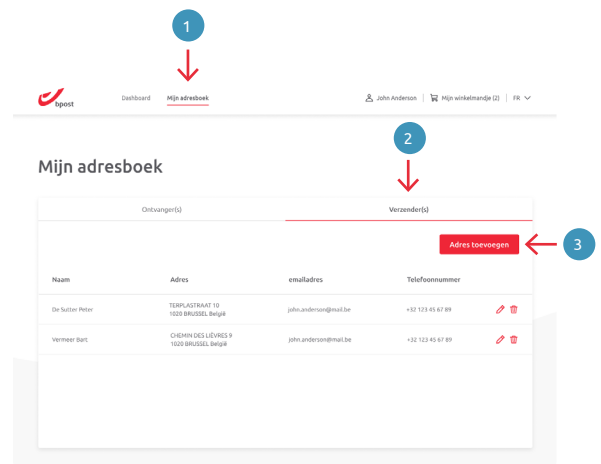 1
bpost
Dashboard
Mijn adresboek
John Anderson
Mijn winkelmandje (2)
FR
2
Mijn adresboek
Ontvanger(s)
Verzender(s)
Adres toevoegen
3
Naam
Adres
emailadres
Telefoonnummer
De Sutter Peter
TERPLASTRAAT 10
1020 BRUSSEL België
john.anderson@mail.be
+32 123 45 67 89
Vermeer Bart
CHEMIN DES LIÈVRES 9
1020 BRUSSEL België
john.anderson@mail.be
+32 123 45 67 89